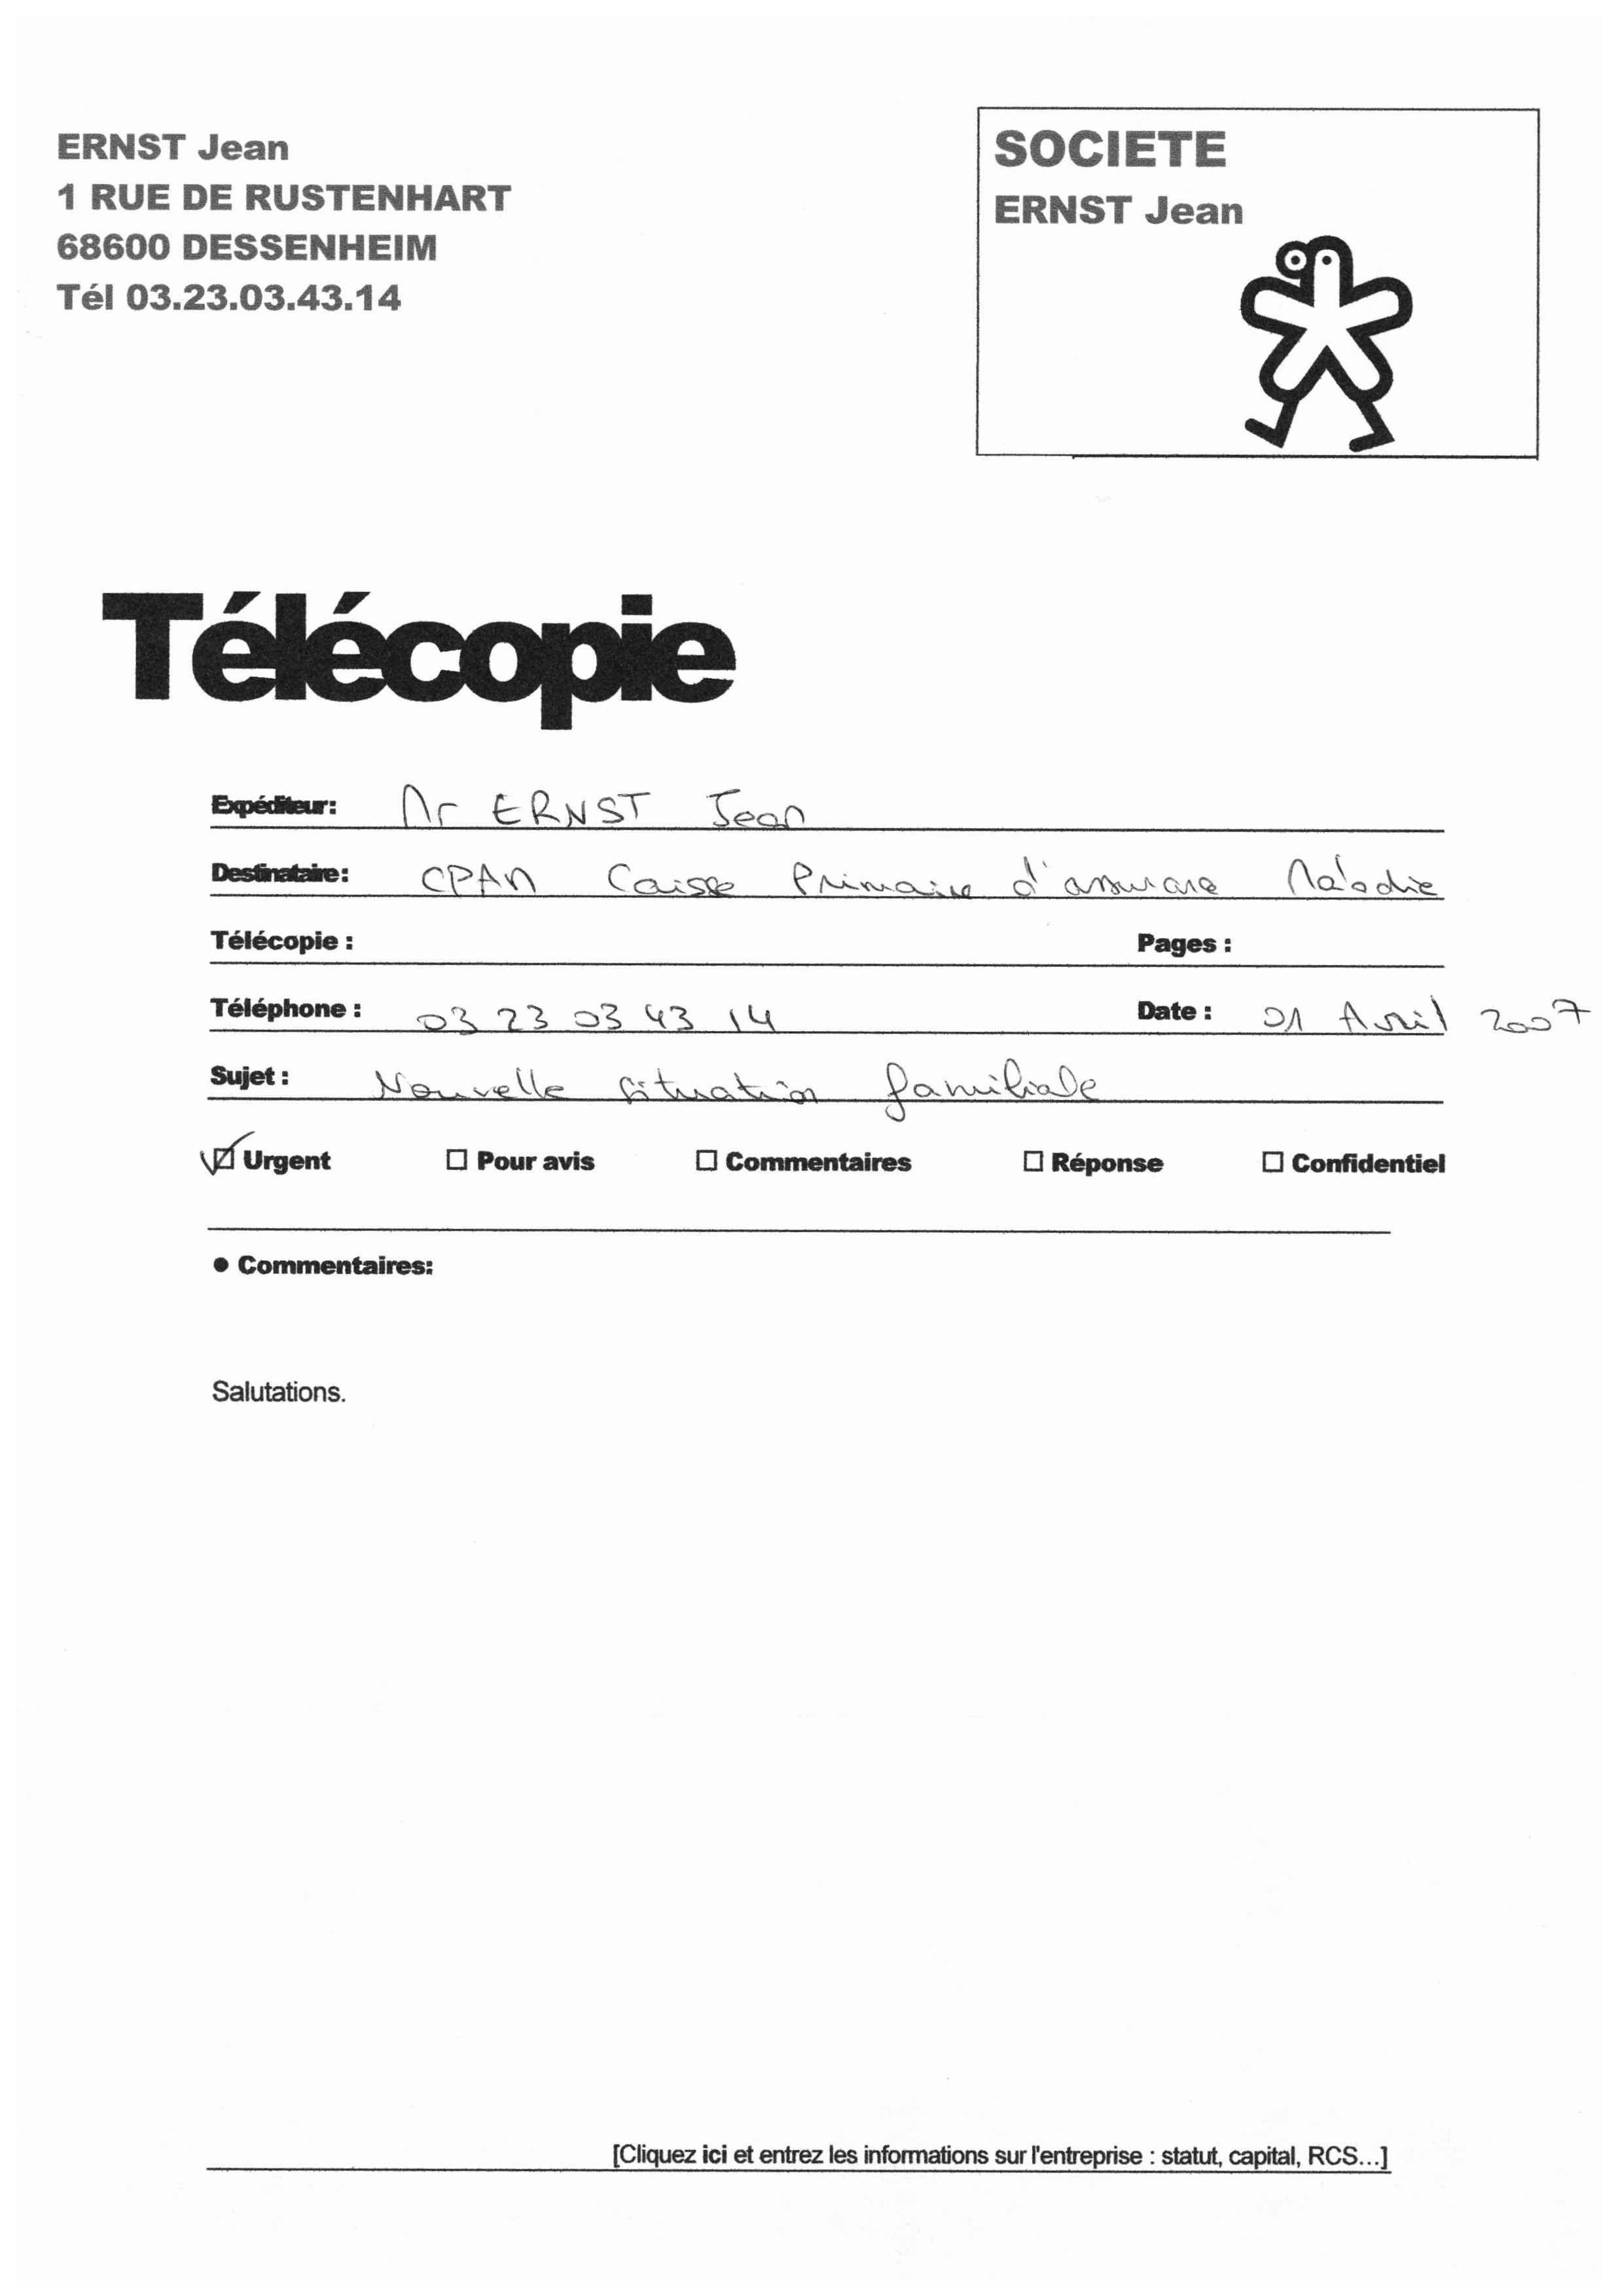 ERNST Jean
1 RUE DE RUSTENHART
68600 DESSENHEIM
Tél 03.23.03.43.14
SOCIETE
ERNST Jean
Télécopie
Expéditeur: Mr ERNST Jean
Destinataire: CPAM Caisse Primaire d'assurance Maladie
Télécopie : Pages :
Téléphone : 03 23 03 43 14 Date : 01 Avril 2007
Sujet : Nouvelle situation familiale
☑ Urgent ☐ Pour avis ☐ Commentaires ☐ Réponse ☐ Confidentiel
● Commentaires:
Salutations.
[Cliquez ici et entrez les informations sur l'entreprise : statut, capital, RCS...]